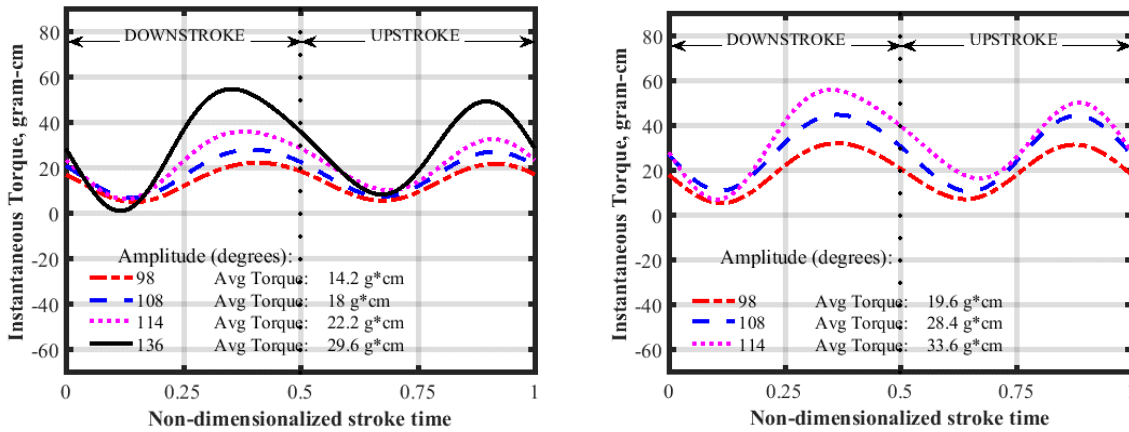 DOWNSTROKE UPSTROKE
80
60
40
20
0
-20
-40
-60
Instantaneous Torque, gram-cm
Amplitude (degrees):
98 Avg Torque: 14.2 g*cm
108 Avg Torque: 18 g*cm
114 Avg Torque: 22.2 g*cm
136 Avg Torque: 29.6 g*cm
0 0.25 0.5 0.75 1
Non-dimensionalized stroke time
DOWNSTROKE UPSTROKE
80
60
40
20
0
-20
-40
-60
Instantaneous Torque, gram-cm
Amplitude (degrees):
98 Avg Torque: 19.6 g*cm
108 Avg Torque: 28.4 g*cm
114 Avg Torque: 33.6 g*cm
0 0.25 0.5 0.75
Non-dimensionalized stroke time